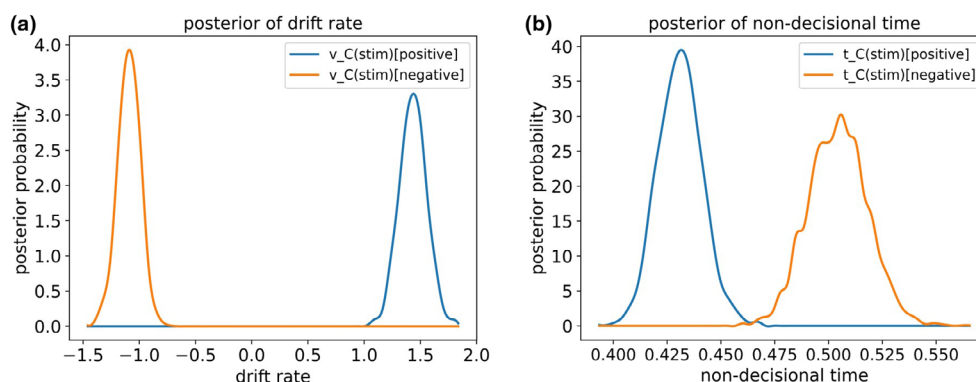 (a)
posterior of drift rate
v_C(stim)[positive]
v_C(stim)[negative]
posterior probability
4.0
3.5
3.0
2.5
2.0
1.5
1.0
0.5
0.0
−1.5 −1.0 −0.5 0.0 0.5 1.0 1.5 2.0
drift rate
(b)
posterior of non-decisional time
t_C(stim)[positive]
t_C(stim)[negative]
posterior probability
40
35
30
25
20
15
10
5
0
0.400 0.425 0.450 0.475 0.500 0.525 0.550
non-decisional time